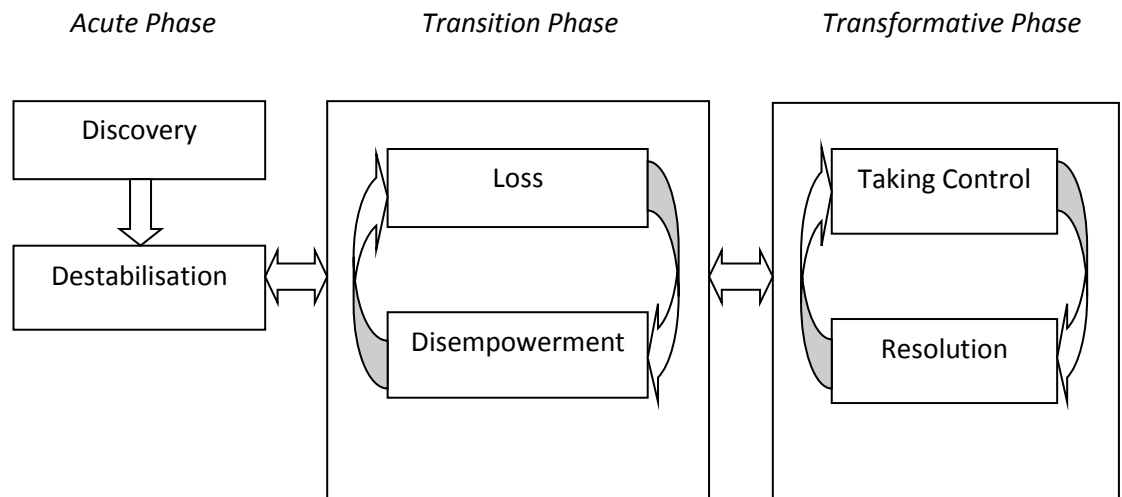 Acute Phase
Transition Phase
Transformative Phase
Discovery
Destabilisation
Loss
Disempowerment
Taking Control
Resolution